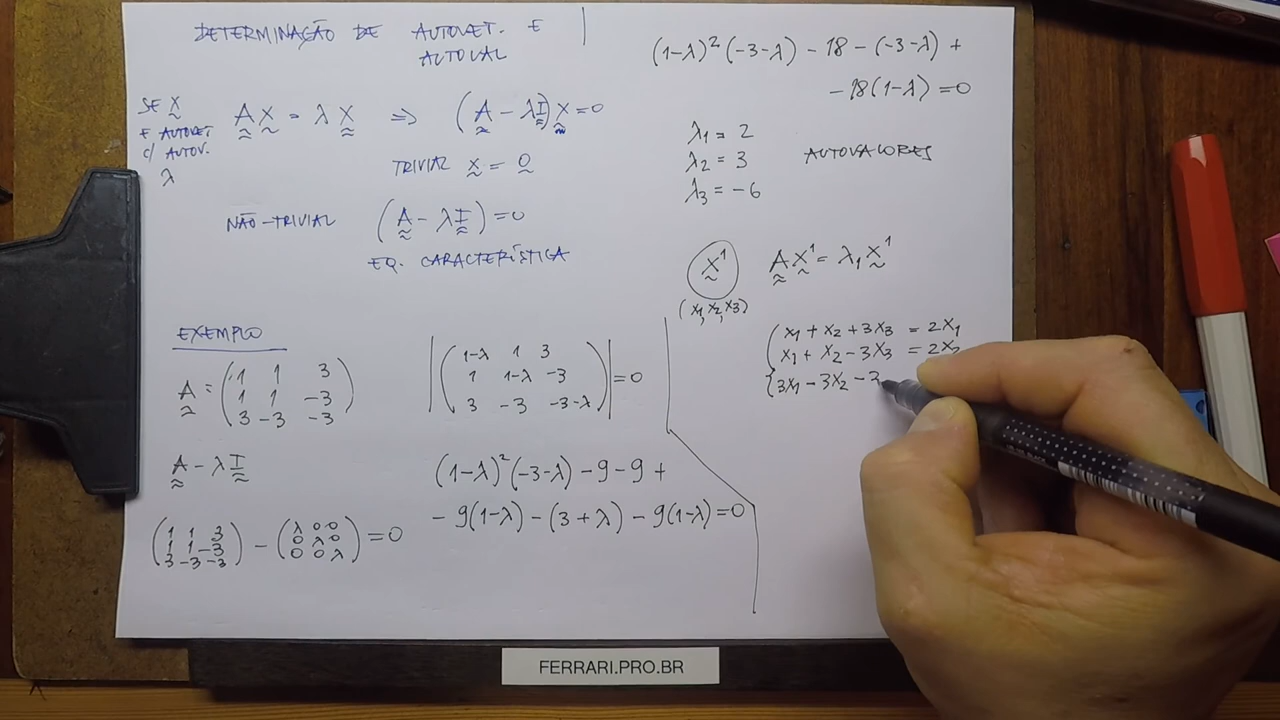 DETERMINAÇÃO DE AUTOVET. E
AUTOVAL
SE X
É AUTOVET
C/ AUTOV.
λ
A X = λ X ⇒ (A - λI)X = 0
TRIVIAL X = 0
NÃO-TRIVIAL (A - λI) = 0
EQ. CARACTERÍSTICA
EXEMPLO
A = (1 1 3
1 1 -3
3 -3 -3)
A - λI
(1 1 3
1 1 -3
3 -3 -3) - (λ 0 0
0 λ 0
0 0 λ) = 0
|(1-λ 1 3
1 1-λ -3
3 -3 -3-λ)| = 0
(1-λ)²(-3-λ) - 9 - 9 +
- 9(1-λ) - (3+λ) - 9(1-λ) = 0
(1-λ)²(-3-λ) - 18 - (-3-λ) +
- 18(1-λ) = 0
λ1 = 2
λ2 = 3
λ3 = -6
AUTOVALORES
X¹
(X1, X2, X3)
A X¹ = λ1 X¹
X1 + X2 + 3X3 = 2X1
X1 + X2 - 3X3 = 2X2
3X1 - 3X2 - 3
FERRARI.PRO.BR